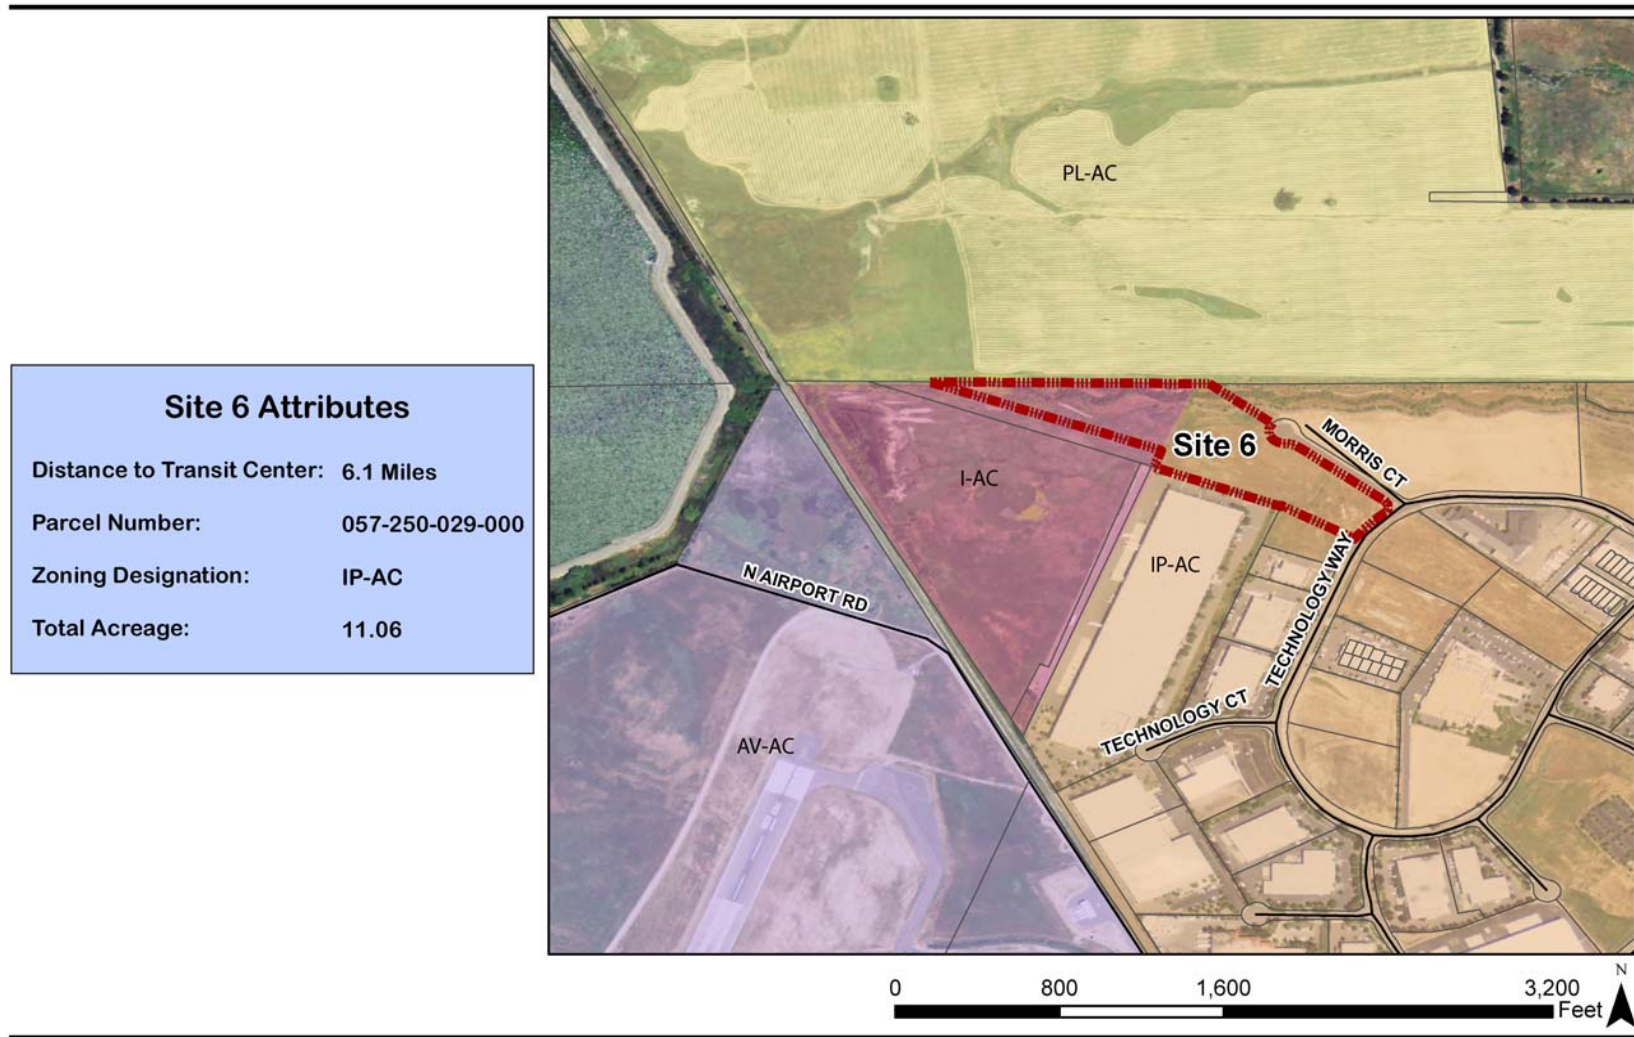 Site 6 Attributes
Distance to Transit Center: 6.1 Miles
Parcel Number: 057-250-029-000
Zoning Designation: IP-AC
Total Acreage: 11.06
PL-AC
MORRIS CT
Site 6
I-AC
IP-AC
N AIRPORT RD
TECHNOLOGY WAY
TECHNOLOGY CT
AV-AC
0 800 1,600 3,200
Feet
N